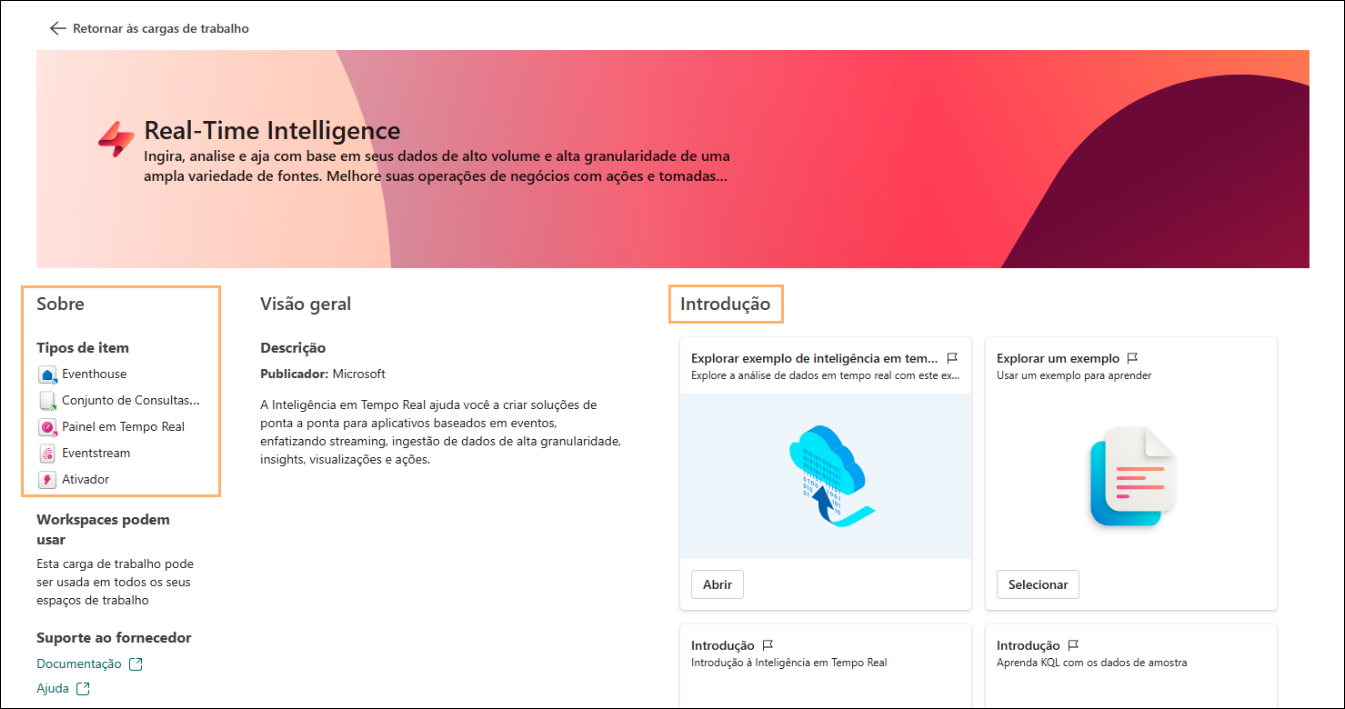 Retornar às cargas de trabalho
Real-Time Intelligence
Ingira, analise e aja com base em seus dados de alto volume e alta granularidade de uma
ampla variedade de fontes. Melhore suas operações de negócios com ações e tomadas...
Sobre
Tipos de item
Eventhouse
Conjunto de Consultas...
Painel em Tempo Real
Eventstream
Ativador
Workspaces podem
usar
Esta carga de trabalho pode
ser usada em todos os seus
espaços de trabalho
Suporte ao fornecedor
Documentação
Ajuda
Visão geral
Descrição
Publicador: Microsoft
A Inteligência em Tempo Real ajuda você a criar soluções de
ponta a ponta para aplicativos baseados em eventos,
enfatizando streaming, ingestão de dados de alta granularidade,
insights, visualizações e ações.
Introdução
Explorar exemplo de inteligência em tem...
Explore a análise de dados em tempo real com este ex...
Abrir
Explorar um exemplo
Usar um exemplo para aprender
Selecionar
Introdução
Introdução à Inteligência em Tempo Real
Introdução
Aprenda KQL com os dados de amostra